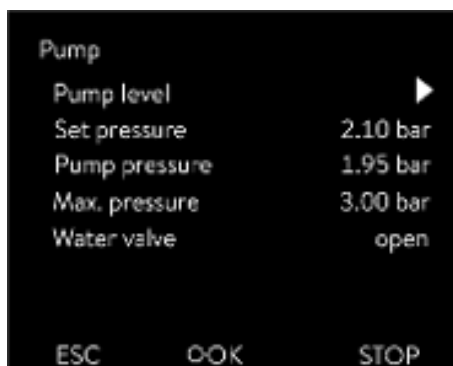 Pump
Pump level
Set pressure 2.10 bar
Pump pressure 1.95 bar
Max. pressure 3.00 bar
Water valve open
ESC OOK STOP